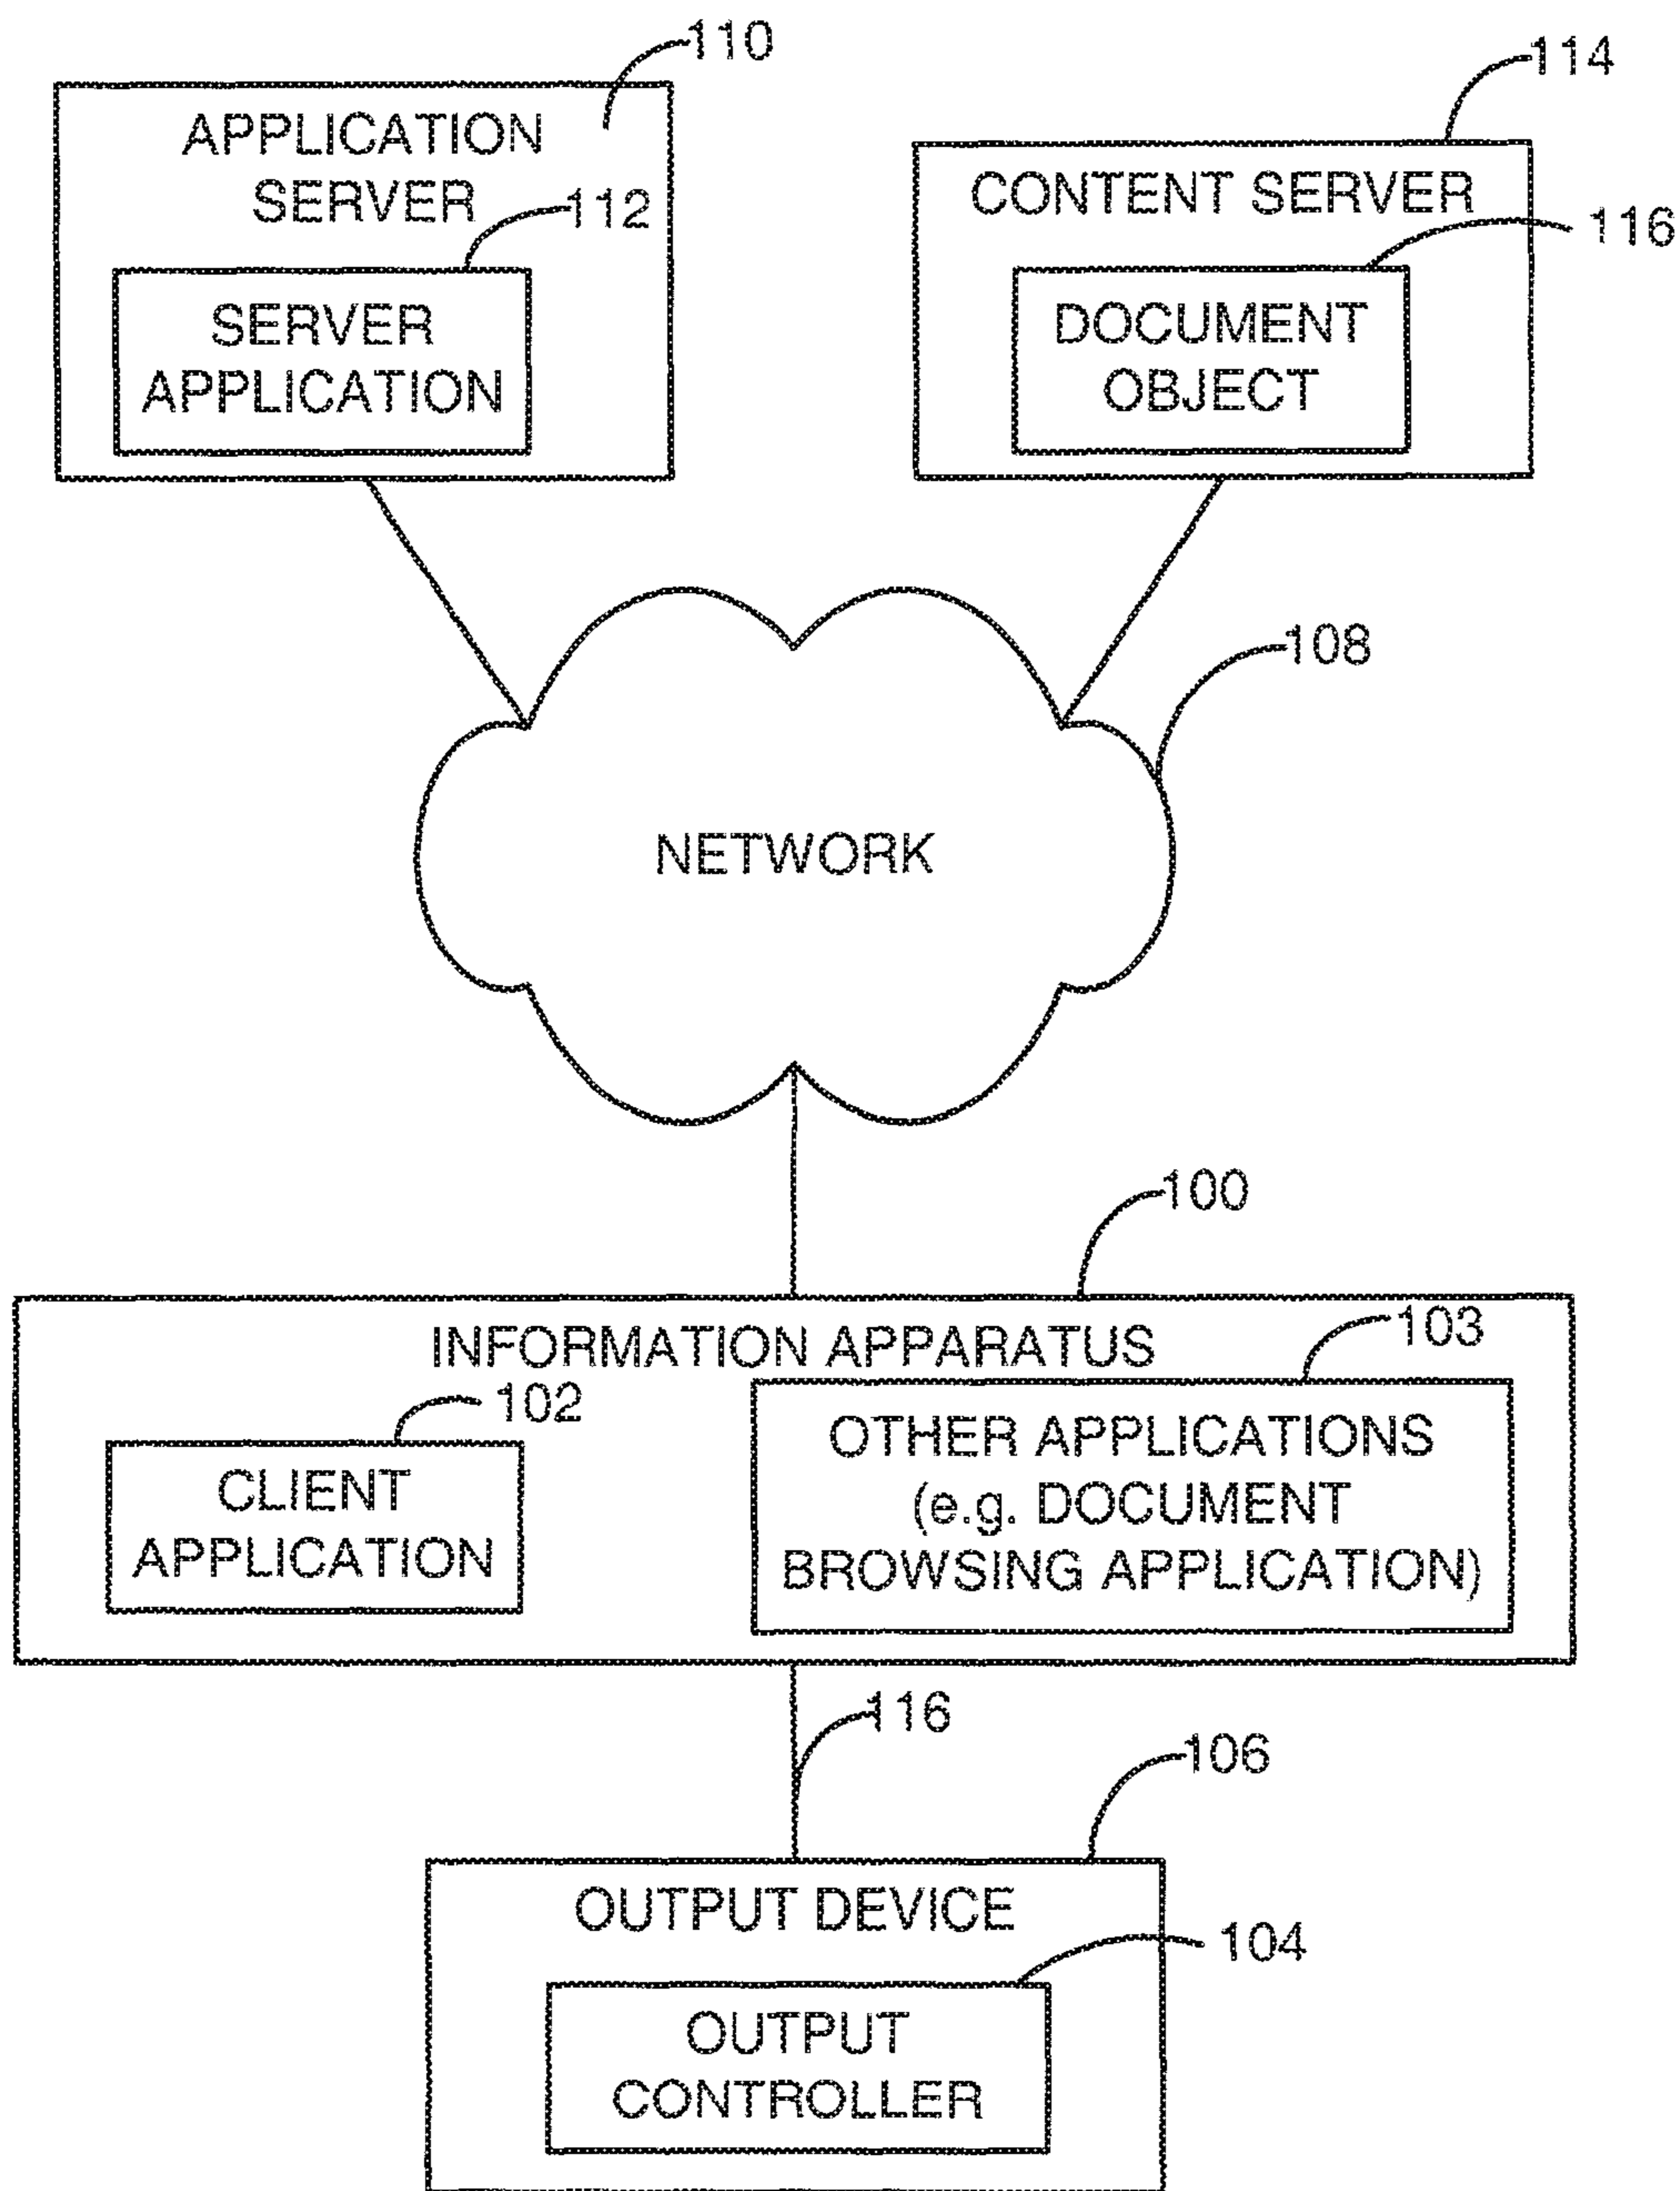 110
APPLICATION
SERVER
112
SERVER
APPLICATION
114
CONTENT SERVER
116
DOCUMENT
OBJECT
108
NETWORK
100
INFORMATION APPARATUS
102
CLIENT
APPLICATION
103
OTHER APPLICATIONS
(e.g. DOCUMENT
BROWSING APPLICATION)
116
106
OUTPUT DEVICE
104
OUTPUT
CONTROLLER